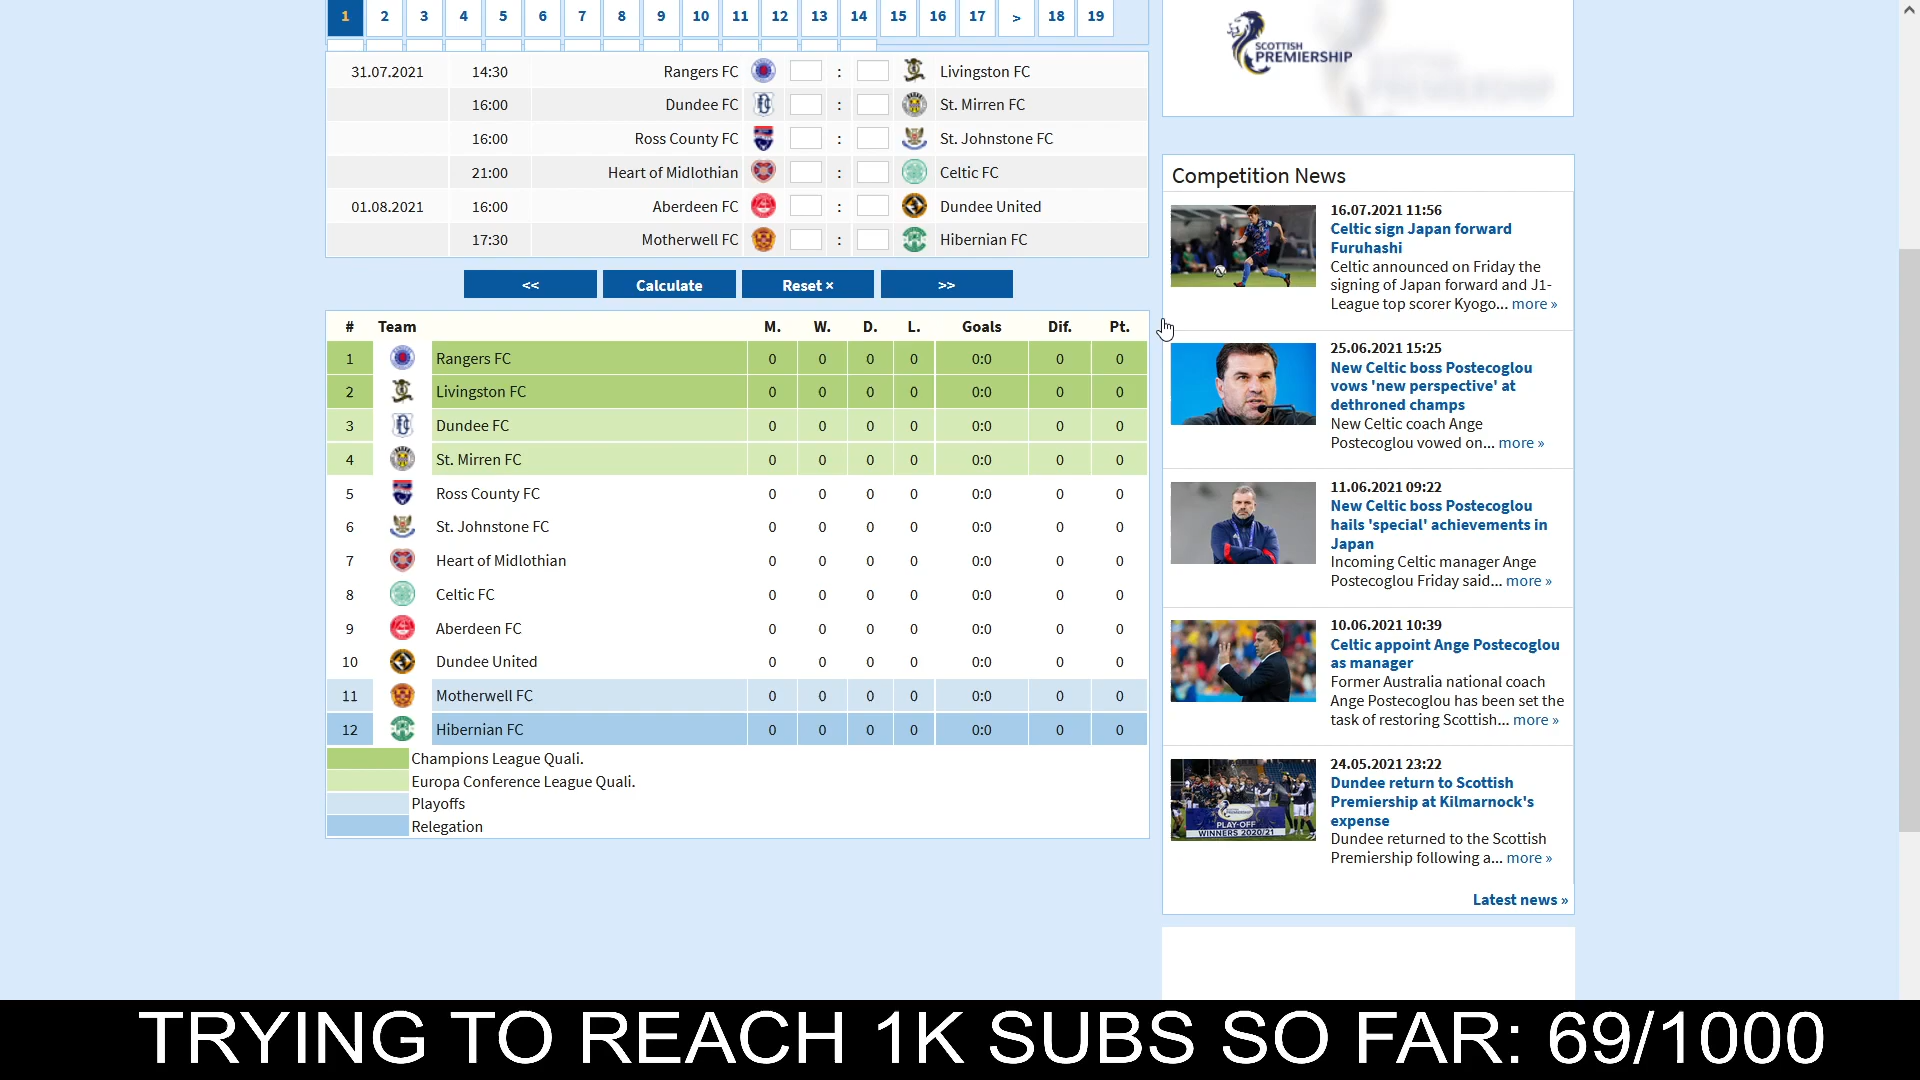 1 2 3 4 5 6 7 8 9 10 11 12 13 14 15 16 17 > 18 19
31.07.2021 14:30 Rangers FC : Livingston FC
16:00 Dundee FC : St. Mirren FC
16:00 Ross County FC : St. Johnstone FC
21:00 Heart of Midlothian : Celtic FC
01.08.2021 16:00 Aberdeen FC : Dundee United
17:30 Motherwell FC : Hibernian FC
<< Calculate Reset × >>
# Team M. W. D. L. Goals Dif. Pt.
1 Rangers FC 0 0 0 0 0:0 0 0
2 Livingston FC 0 0 0 0 0:0 0 0
3 Dundee FC 0 0 0 0 0:0 0 0
4 St. Mirren FC 0 0 0 0 0:0 0 0
5 Ross County FC 0 0 0 0 0:0 0 0
6 St. Johnstone FC 0 0 0 0 0:0 0 0
7 Heart of Midlothian 0 0 0 0 0:0 0 0
8 Celtic FC 0 0 0 0 0:0 0 0
9 Aberdeen FC 0 0 0 0 0:0 0 0
10 Dundee United 0 0 0 0 0:0 0 0
11 Motherwell FC 0 0 0 0 0:0 0 0
12 Hibernian FC 0 0 0 0 0:0 0 0
Champions League Quali.
Europa Conference League Quali.
Playoffs
Relegation
SCOTTISH
PREMIERSHIP
Competition News
16.07.2021 11:56
Celtic sign Japan forward
Furuhashi
Celtic announced on Friday the
signing of Japan forward and J1-
League top scorer Kyogo... more »
25.06.2021 15:25
New Celtic boss Postecoglou
vows 'new perspective' at
dethroned champs
New Celtic coach Ange
Postecoglou vowed on... more »
11.06.2021 09:22
New Celtic boss Postecoglou
hails 'special' achievements in
Japan
Incoming Celtic manager Ange
Postecoglou Friday said... more »
10.06.2021 10:39
Celtic appoint Ange Postecoglou
as manager
Former Australia national coach
Ange Postecoglou has been set the
task of restoring Scottish... more »
24.05.2021 23:22
Dundee return to Scottish
Premiership at Kilmarnock's
expense
Dundee returned to the Scottish
Premiership following a... more »
PLAY-OFF
WINNERS 2020/21
Latest news »
TRYING TO REACH 1K SUBS SO FAR: 69/1000